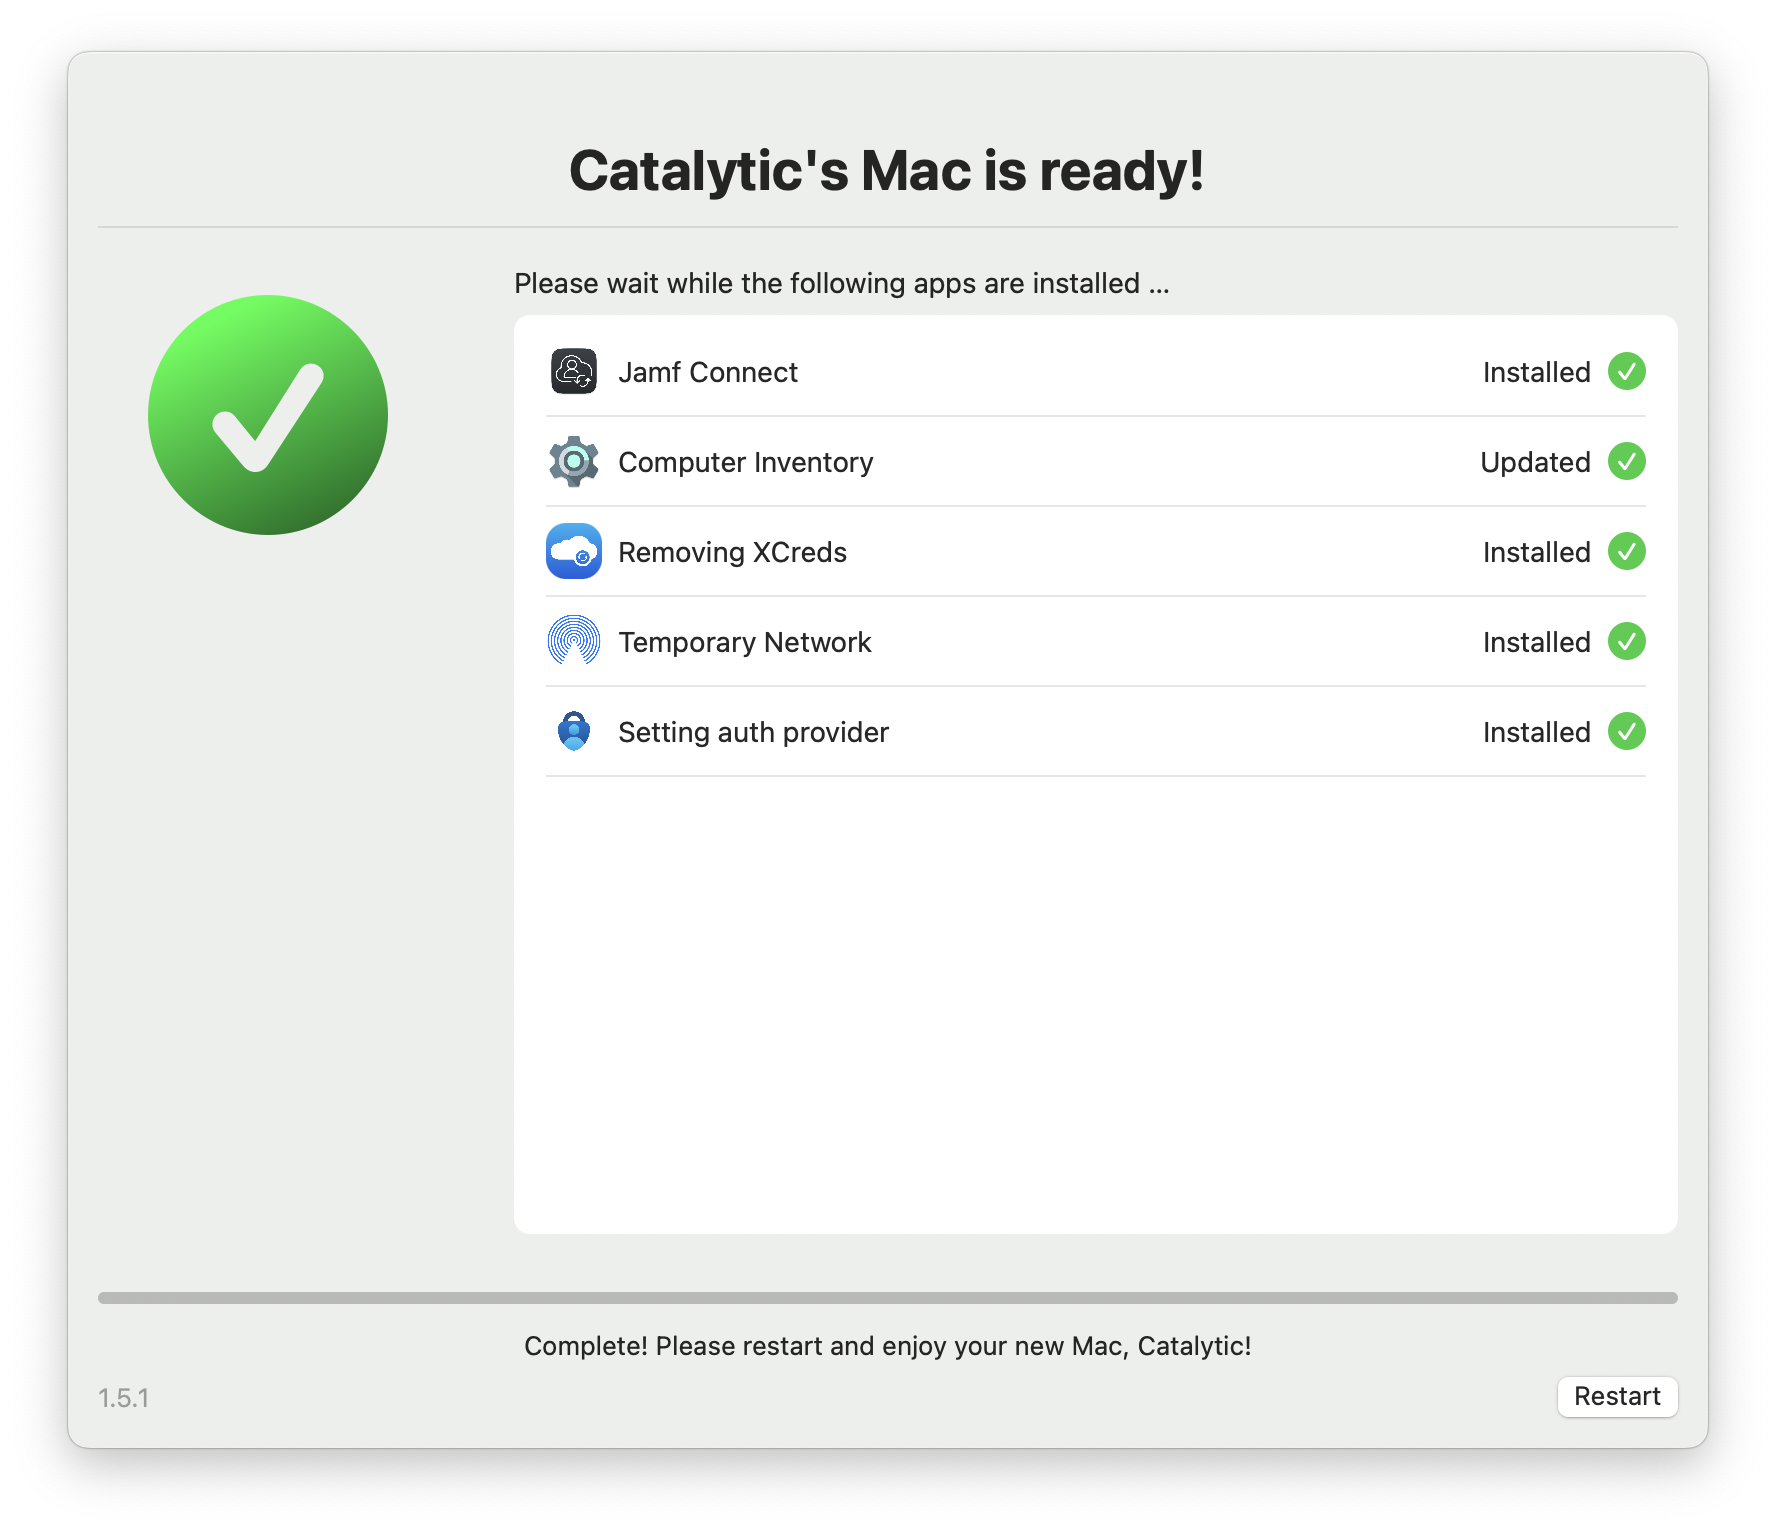 Catalytic's Mac is ready!
Please wait while the following apps are installed ...
Jamf Connect Installed
Computer Inventory Updated
Removing XCreds Installed
Temporary Network Installed
Setting auth provider Installed
Complete! Please restart and enjoy your new Mac, Catalytic!
1.5.1
Restart